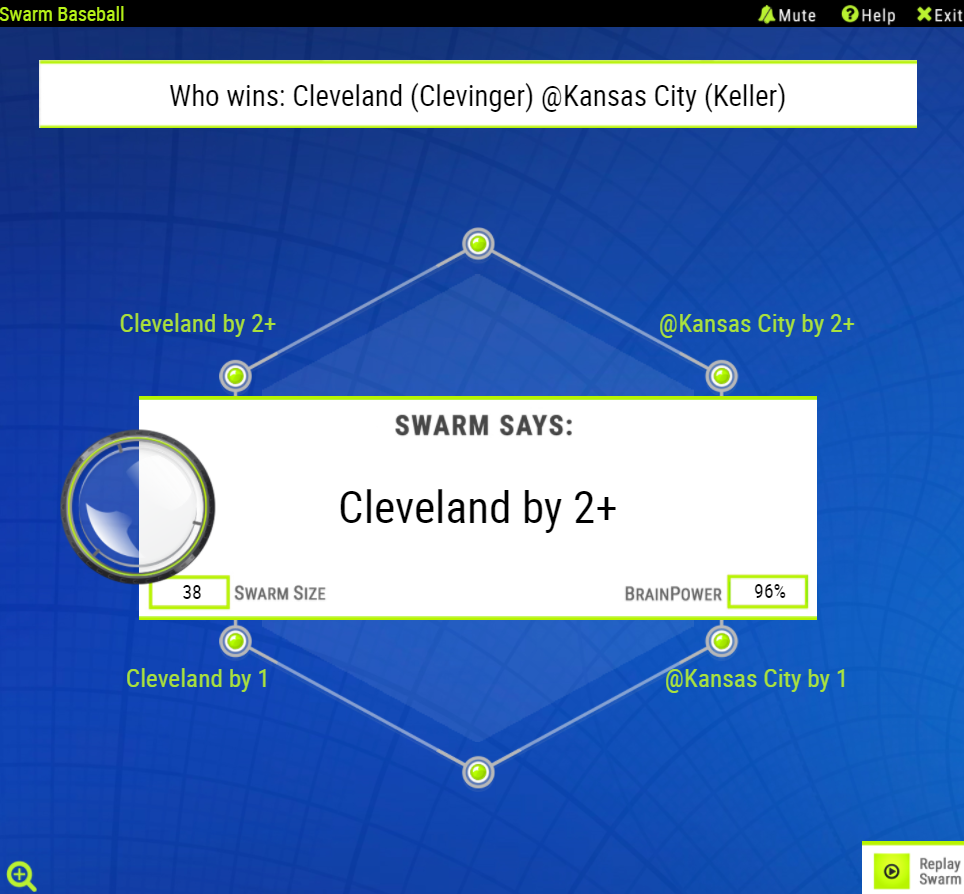 Swarm Baseball
Mute
Help
Exit
Who wins: Cleveland (Clevinger) @Kansas City (Keller)
Cleveland by 2+
@Kansas City by 2+
SWARM SAYS:
Cleveland by 2+
38 SWARM SIZE
BRAINPOWER 96%
Cleveland by 1
@Kansas City by 1
Replay
Swarm